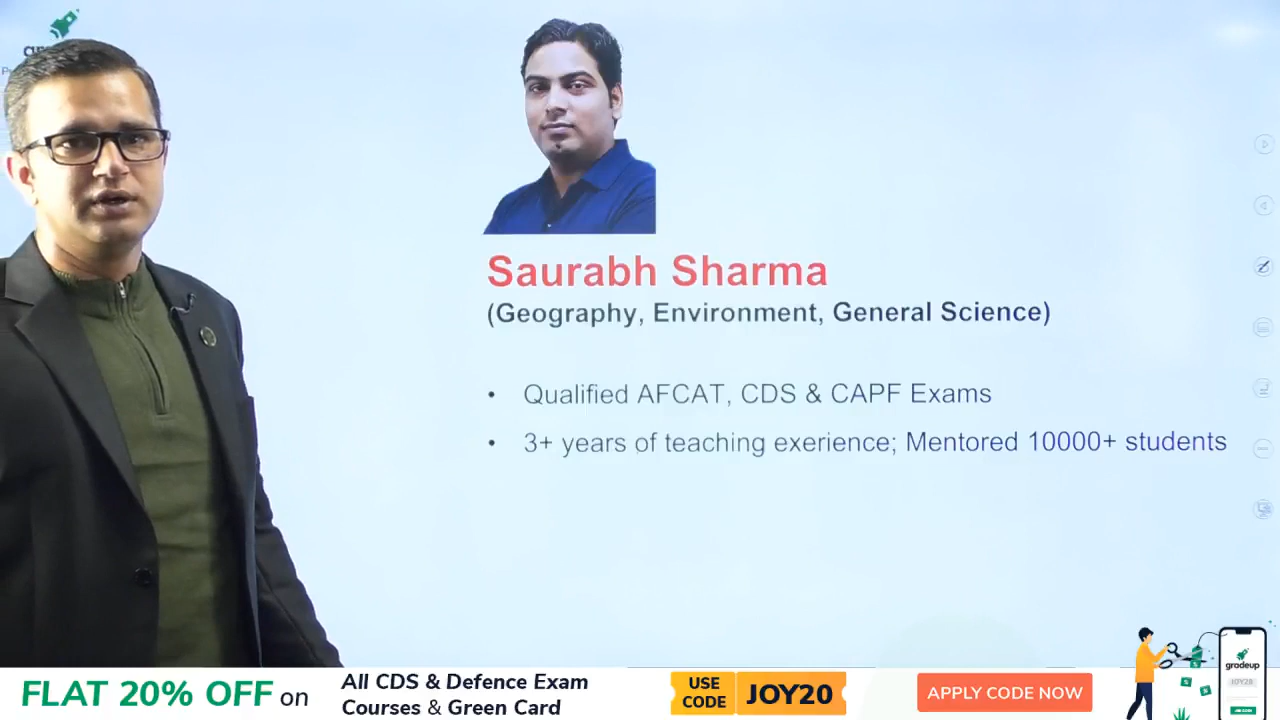 Saurabh Sharma
(Geography, Environment, General Science)
• Qualified AFCAT, CDS & CAPF Exams
• 3+ years of teaching exerience; Mentored 10000+ students
gradeup
JOY20
FLAT 20% OFF on
All CDS & Defence Exam
Courses & Green Card
USE
CODE
JOY20
APPLY CODE NOW